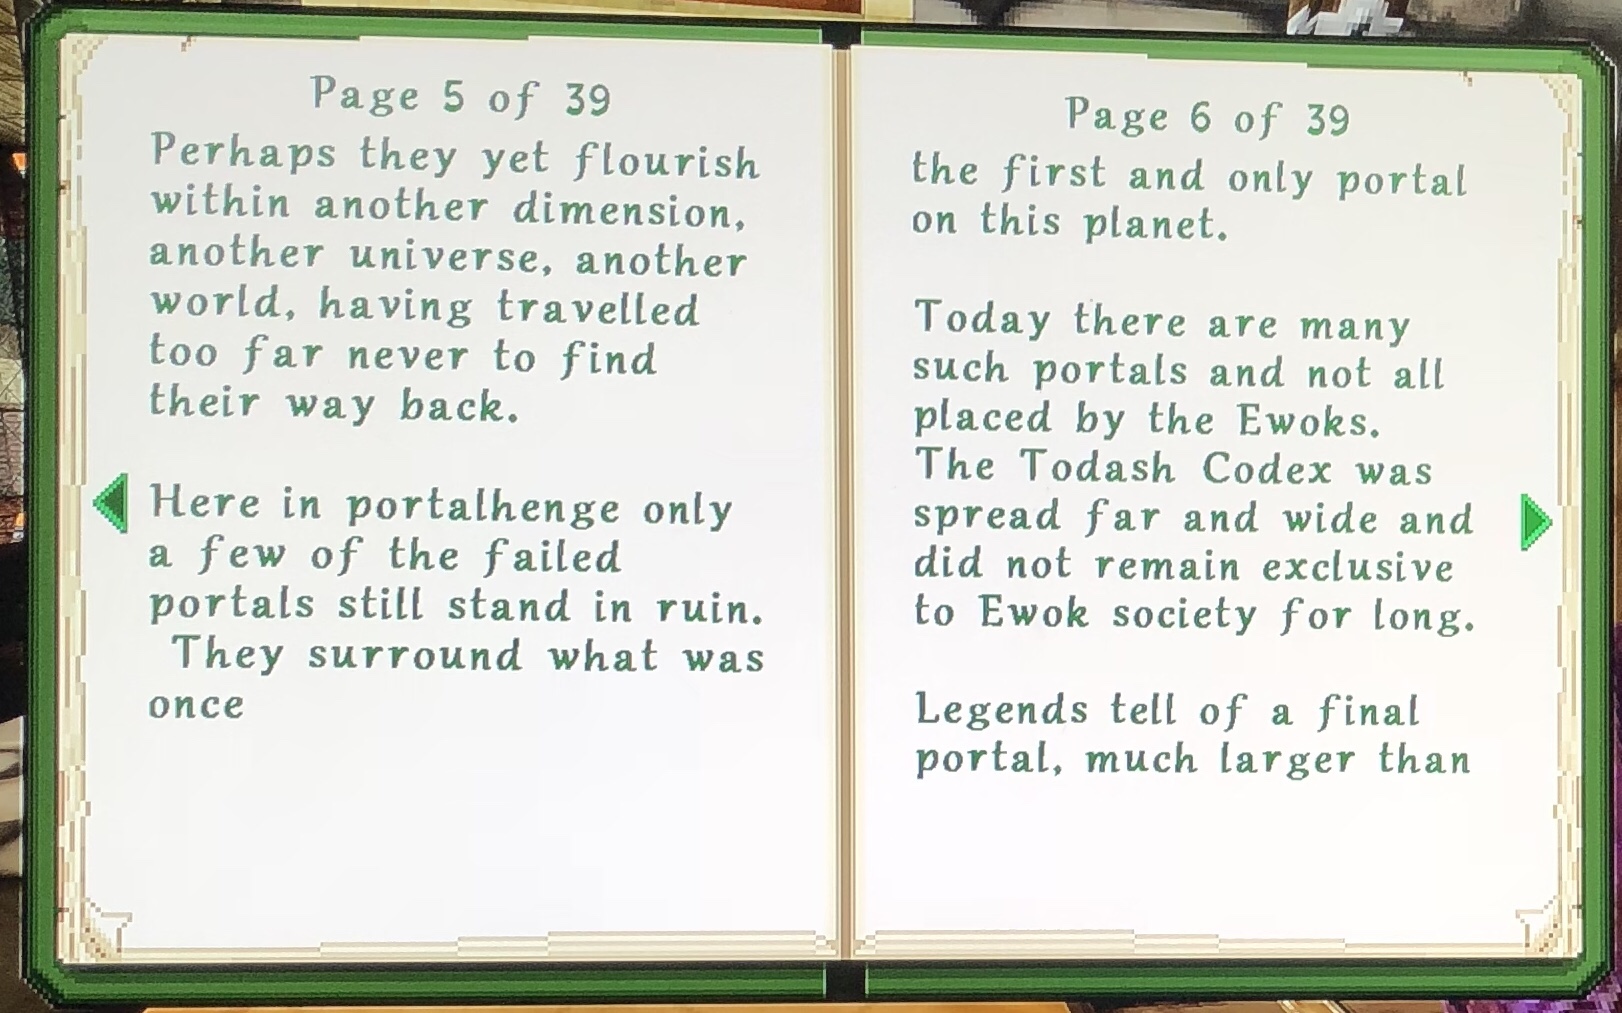 Page 5 of 39
Perhaps they yet flourish
within another dimension,
another universe, another
world, having travelled
too far never to find
their way back.
Here in portalhenge only
a few of the failed
portals still stand in ruin.
They surround what was
once
Page 6 of 39
the first and only portal
on this planet.
Today there are many
such portals and not all
placed by the Ewoks.
The Todash Codex was
spread far and wide and
did not remain exclusive
to Ewok society for long.
Legends tell of a final
portal, much larger than